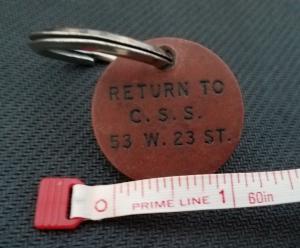 RETURN TO
C. S. S.
53 W. 23 ST.
PRIME LINE 1 60in